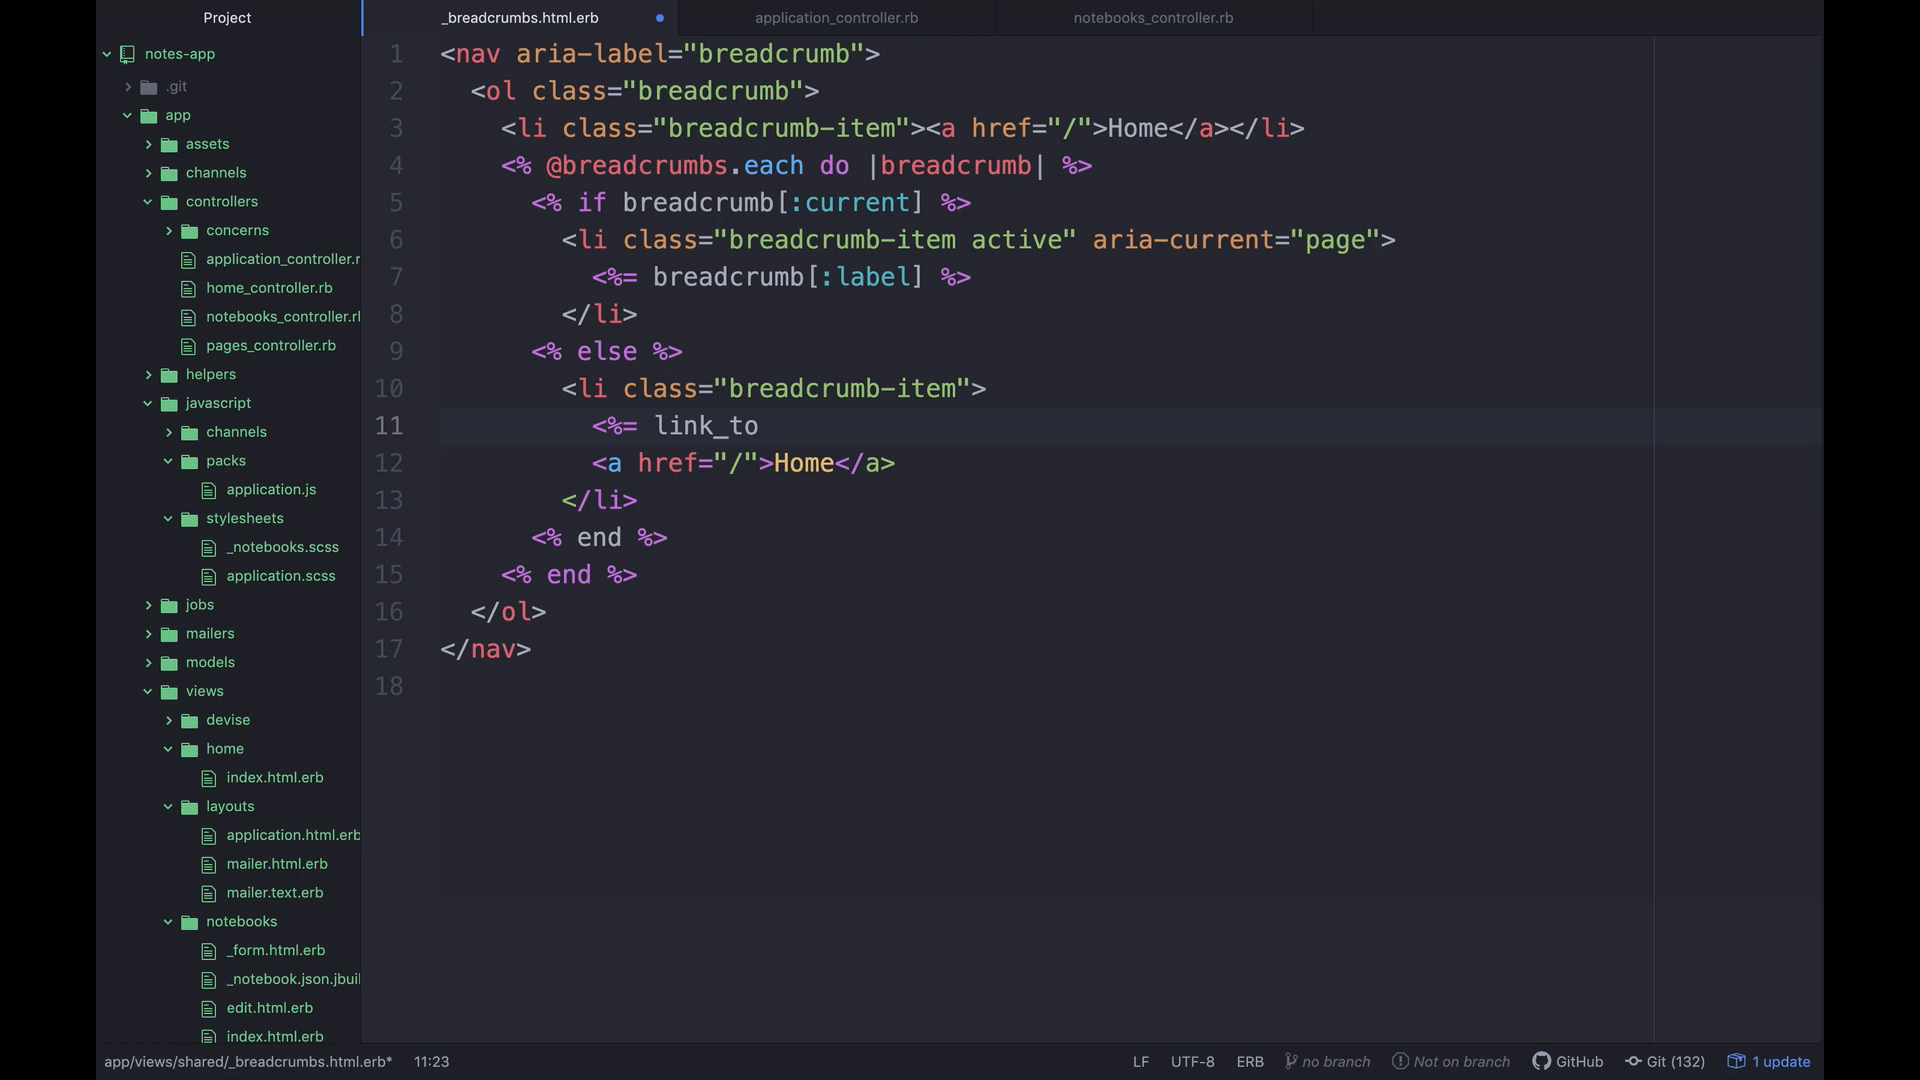 Project
notes-app
.git
app
assets
channels
controllers
concerns
application_controller.r
home_controller.rb
notebooks_controller.rl
pages_controller.rb
helpers
javascript
channels
packs
application.js
stylesheets
_notebooks.scss
application.scss
jobs
mailers
models
views
devise
home
index.html.erb
layouts
application.html.erb
mailer.html.erb
mailer.text.erb
notebooks
_form.html.erb
_notebook.json.jbuil
edit.html.erb
index.html.erb
_breadcrumbs.html.erb
application_controller.rb
notebooks_controller.rb
1 <nav aria-label="breadcrumb">
2 <ol class="breadcrumb">
3 <li class="breadcrumb-item"><a href="/">Home</a></li>
4 <% @breadcrumbs.each do |breadcrumb| %>
5 <% if breadcrumb[:current] %>
6 <li class="breadcrumb-item active" aria-current="page">
7 <%= breadcrumb[:label] %>
8 </li>
9 <% else %>
10 <li class="breadcrumb-item">
11 <%= link_to
12 <a href="/">Home</a>
13 </li>
14 <% end %>
15 <% end %>
16 </ol>
17 </nav>
18
app/views/shared/_breadcrumbs.html.erb* 11:23 LF UTF-8 ERB no branch Not on branch GitHub Git (132) 1 update